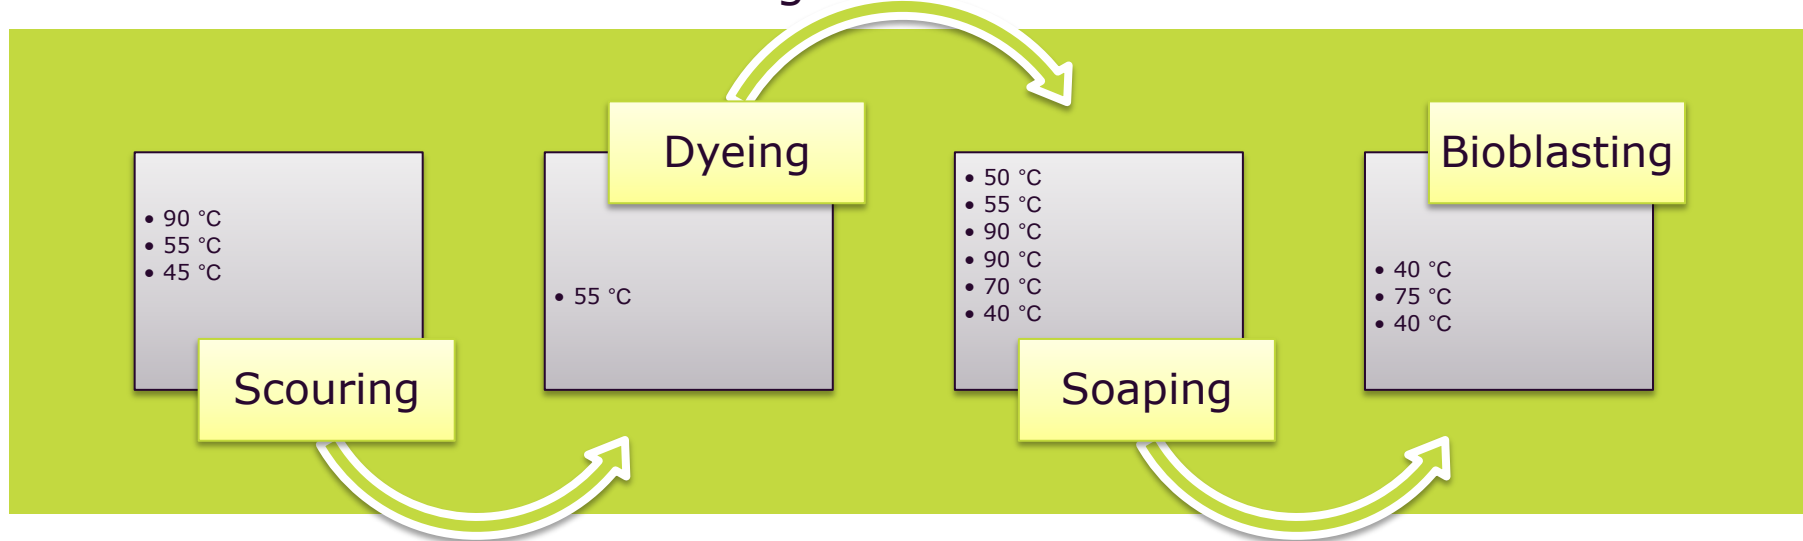 • 90 °C
• 55 °C
• 45 °C
Scouring
Dyeing
• 55 °C
• 50 °C
• 55 °C
• 90 °C
• 90 °C
• 70 °C
• 40 °C
Soaping
Bioblasting
• 40 °C
• 75 °C
• 40 °C